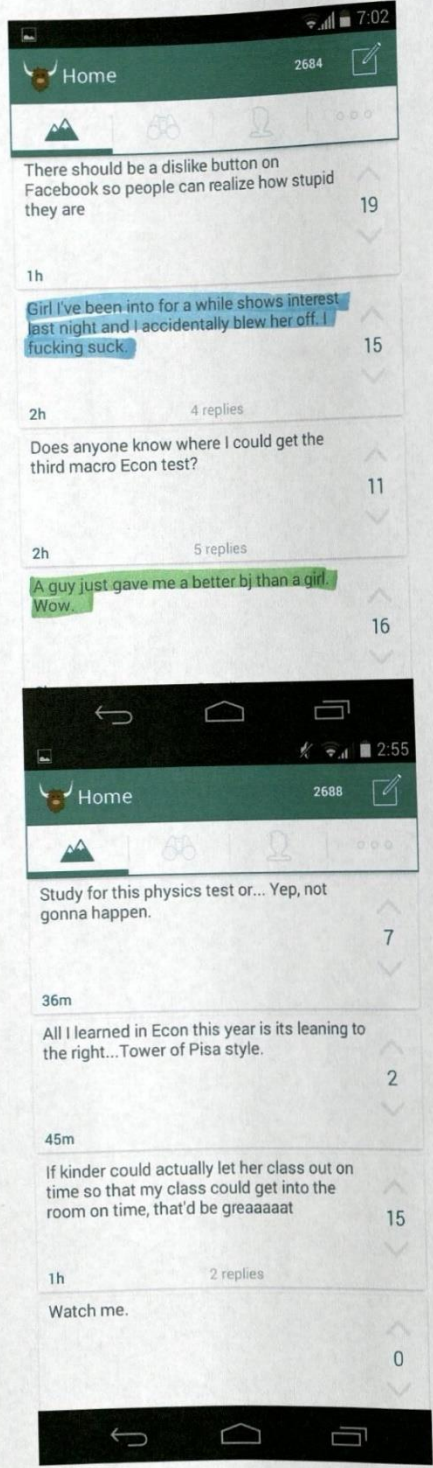 7:02
Home
2684
There should be a dislike button on
Facebook so people can realize how stupid
they are
19
1h
Girl I've been into for a while shows interest
last night and I accidentally blew her off. I
fucking suck.
15
2h
4 replies
Does anyone know where I could get the
third macro Econ test?
11
2h
5 replies
A guy just gave me a better bj than a girl.
Wow.
16
2:55
Home
2688
Study for this physics test or... Yep, not
gonna happen.
7
36m
All I learned in Econ this year is its leaning to
the right...Tower of Pisa style.
2
45m
If kinder could actually let her class out on
time so that my class could get into the
room on time, that'd be greaaaaat
15
1h
2 replies
Watch me.
0